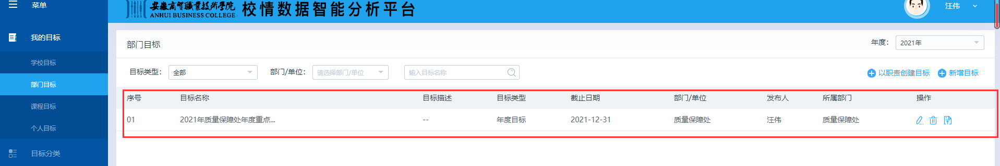 菜单
安徽商贸职业技术学院
ANHUI BUSINESS COLLEGE
校情数据智能分析平台
汪伟
我的目标
学校目标
部门目标
课程目标
个人目标
目标分类
部门目标
年度：
2021年
目标类型：
全部
部门/单位：
请选择部门/单位
输入目标名称
以职责创建目标
新增目标
序号 目标名称 目标描述 目标类型 截止日期 部门/单位 发布人 所属部门 操作
01 2021年质量保障处年度重点... -- 年度目标 2021-12-31 质量保障处 汪伟 质量保障处